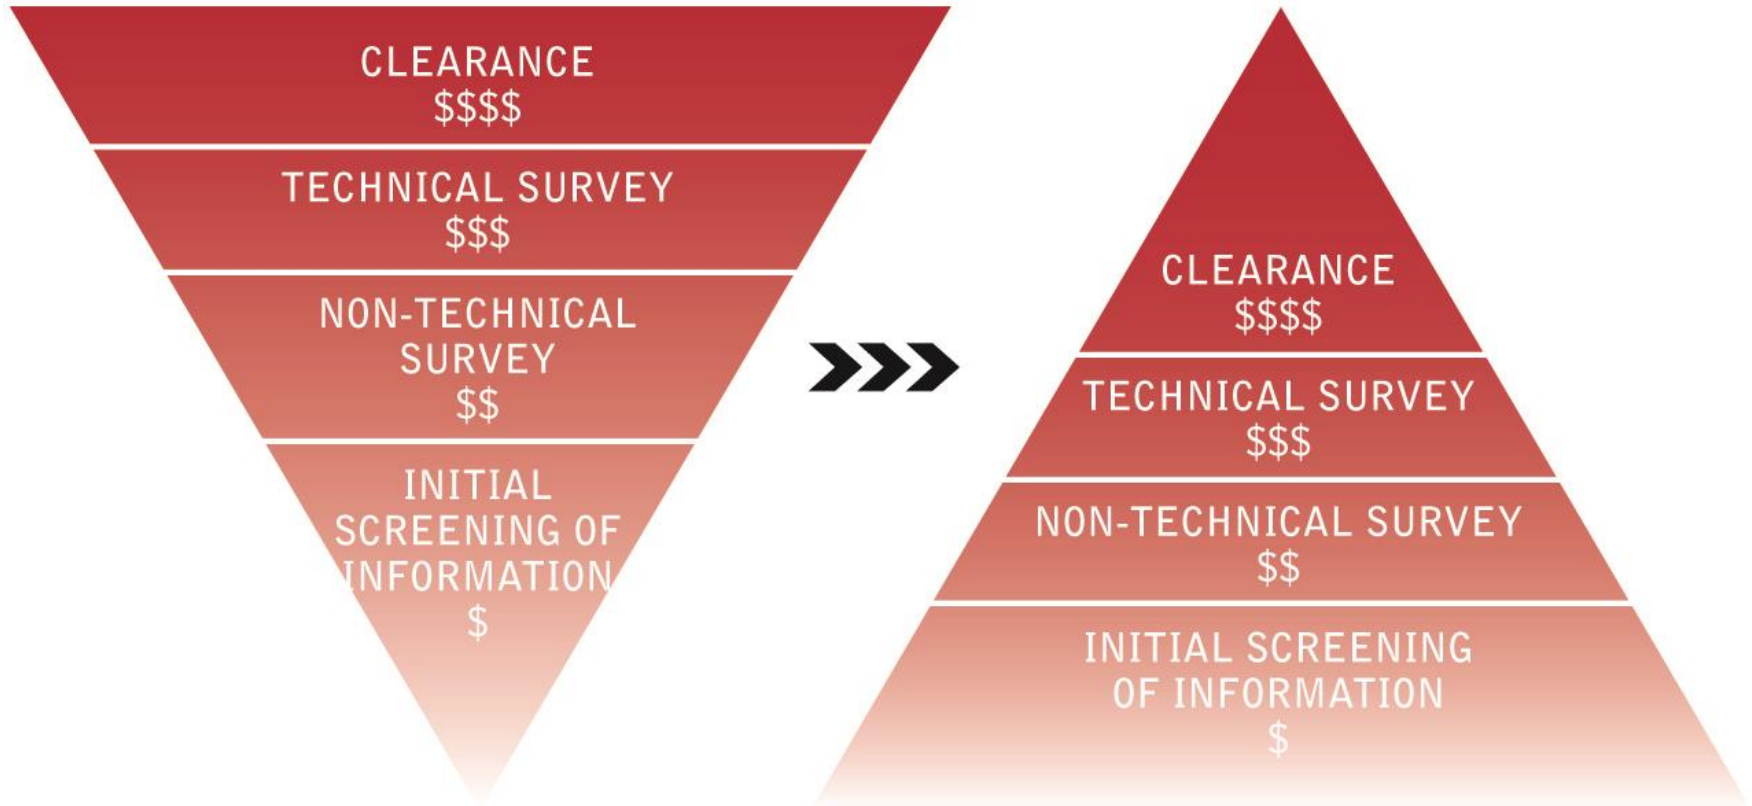 CLEARANCE
$$$$
TECHNICAL SURVEY
$$$
NON-TECHNICAL
SURVEY
$$
INITIAL
SCREENING OF
INFORMATION
$
CLEARANCE
$$$$
TECHNICAL SURVEY
$$$
NON-TECHNICAL SURVEY
$$
INITIAL SCREENING
OF INFORMATION
$